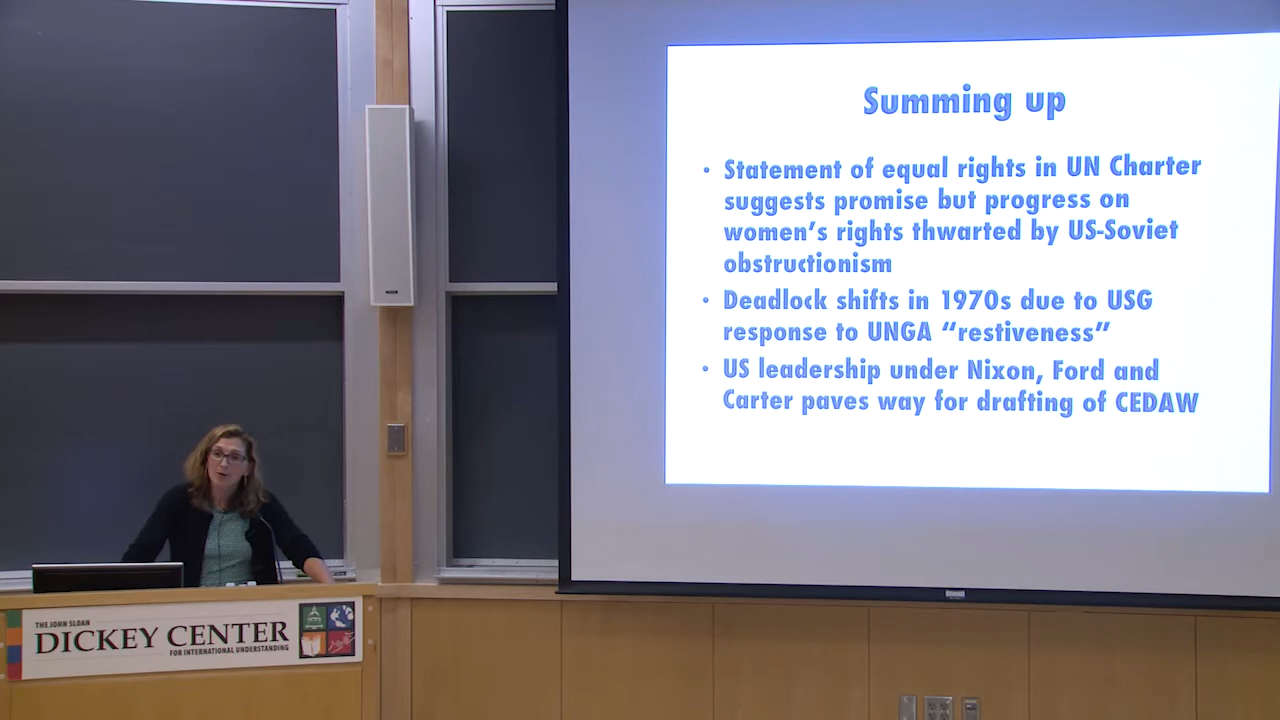 Summing up
• Statement of equal rights in UN Charter
suggests promise but progress on
women's rights thwarted by US-Soviet
obstructionism
• Deadlock shifts in 1970s due to USG
response to UNGA “restiveness”
• US leadership under Nixon, Ford and
Carter paves way for drafting of CEDAW
THE JOHN SLOAN
DICKEY CENTER
FOR INTERNATIONAL UNDERSTANDING